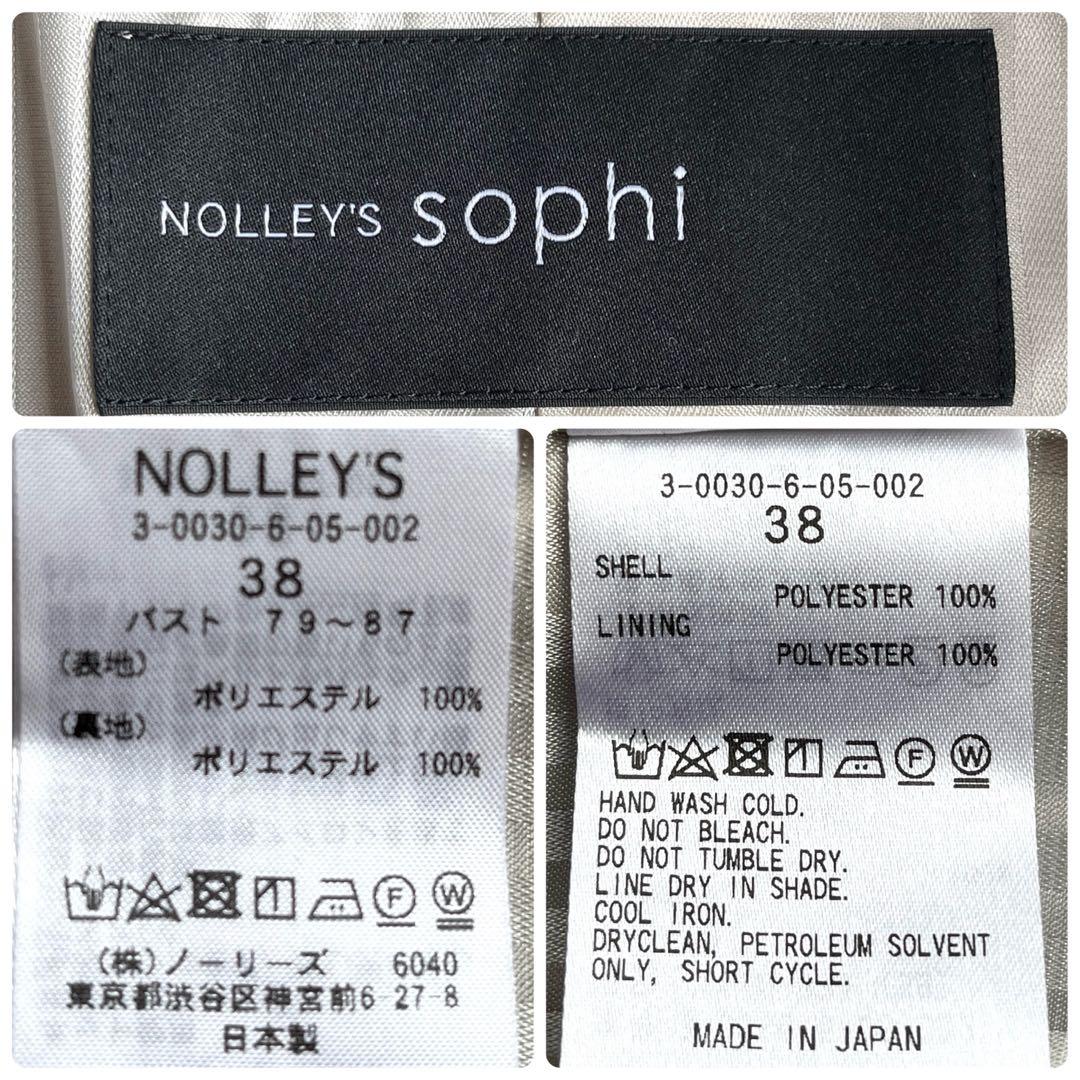 NOLLEY'S sophi
NOLLEY'S
3-0030-6-05-002
38
バスト 79～87
(表地)
ポリエステル 100%
(裏地)
ポリエステル 100%
F W
(株)ノーリーズ 6040
東京都渋谷区神宮前6-27-8
日本製
3-0030-6-05-002
38
SHELL
POLYESTER 100%
LINING
POLYESTER 100%
F W
HAND WASH COLD.
DO NOT BLEACH.
DO NOT TUMBLE DRY.
LINE DRY IN SHADE.
COOL IRON.
DRYCLEAN, PETROLEUM SOLVENT
ONLY, SHORT CYCLE.
MADE IN JAPAN